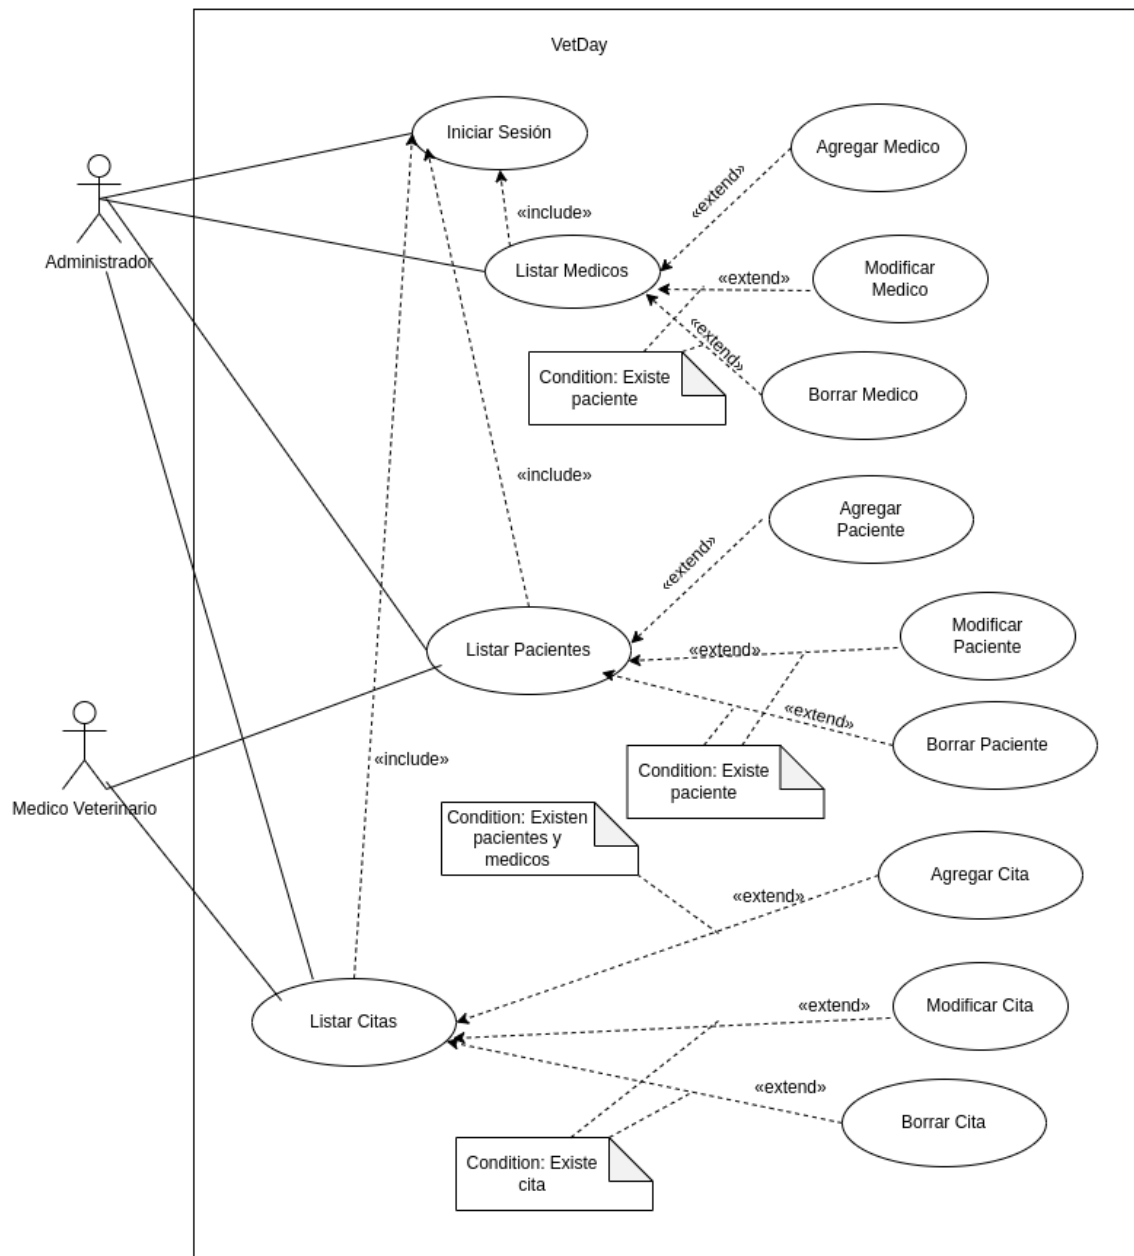 VetDay
Iniciar Sesión
Agregar Medico
«extend»
«include»
Administrador
Listar Medicos
Modificar
Medico
«extend»
«extend»
Condition: Existe
paciente
Borrar Medico
«include»
Agregar
Paciente
«extend»
Listar Pacientes
Modificar
Paciente
«extend»
«extend»
Borrar Paciente
«include»
Condition: Existe
paciente
Medico Veterinario
Condition: Existen
pacientes y
medicos
Agregar Cita
«extend»
Listar Citas
Modificar Cita
«extend»
«extend»
Borrar Cita
Condition: Existe
cita